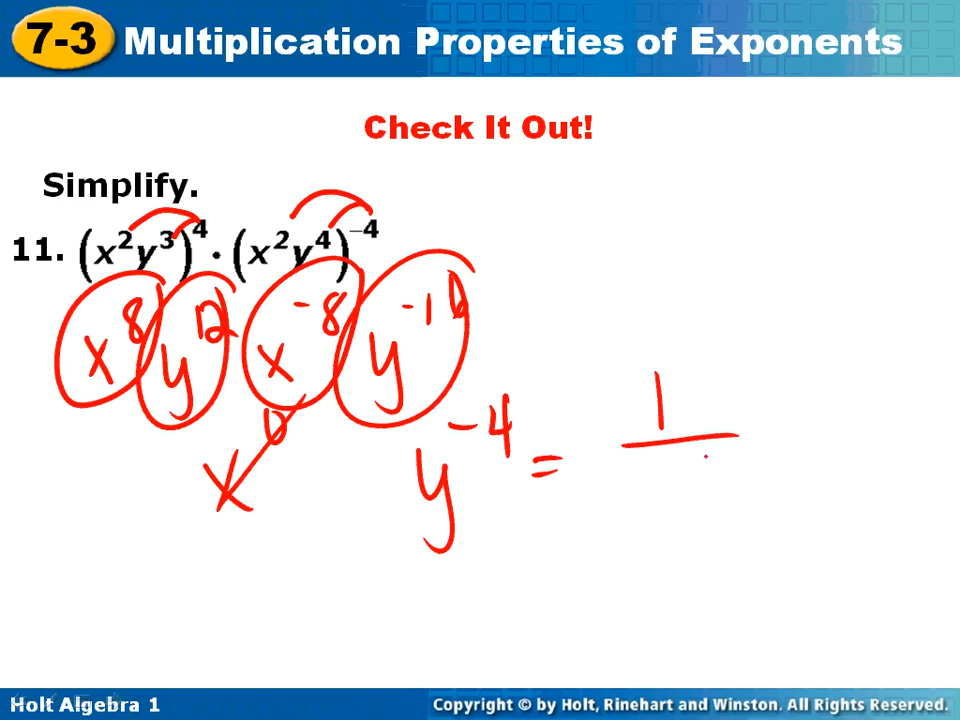 7-3 Multiplication Properties of Exponents
Check It Out!
Simplify.
11. (x²y³)⁴ · (x²y⁴)⁻⁴
x⁸ y¹² x⁻⁸ y⁻¹⁶
x⁰ y⁻⁴ = 1
Holt Algebra 1 Copyright © by Holt, Rinehart and Winston. All Rights Reserved.